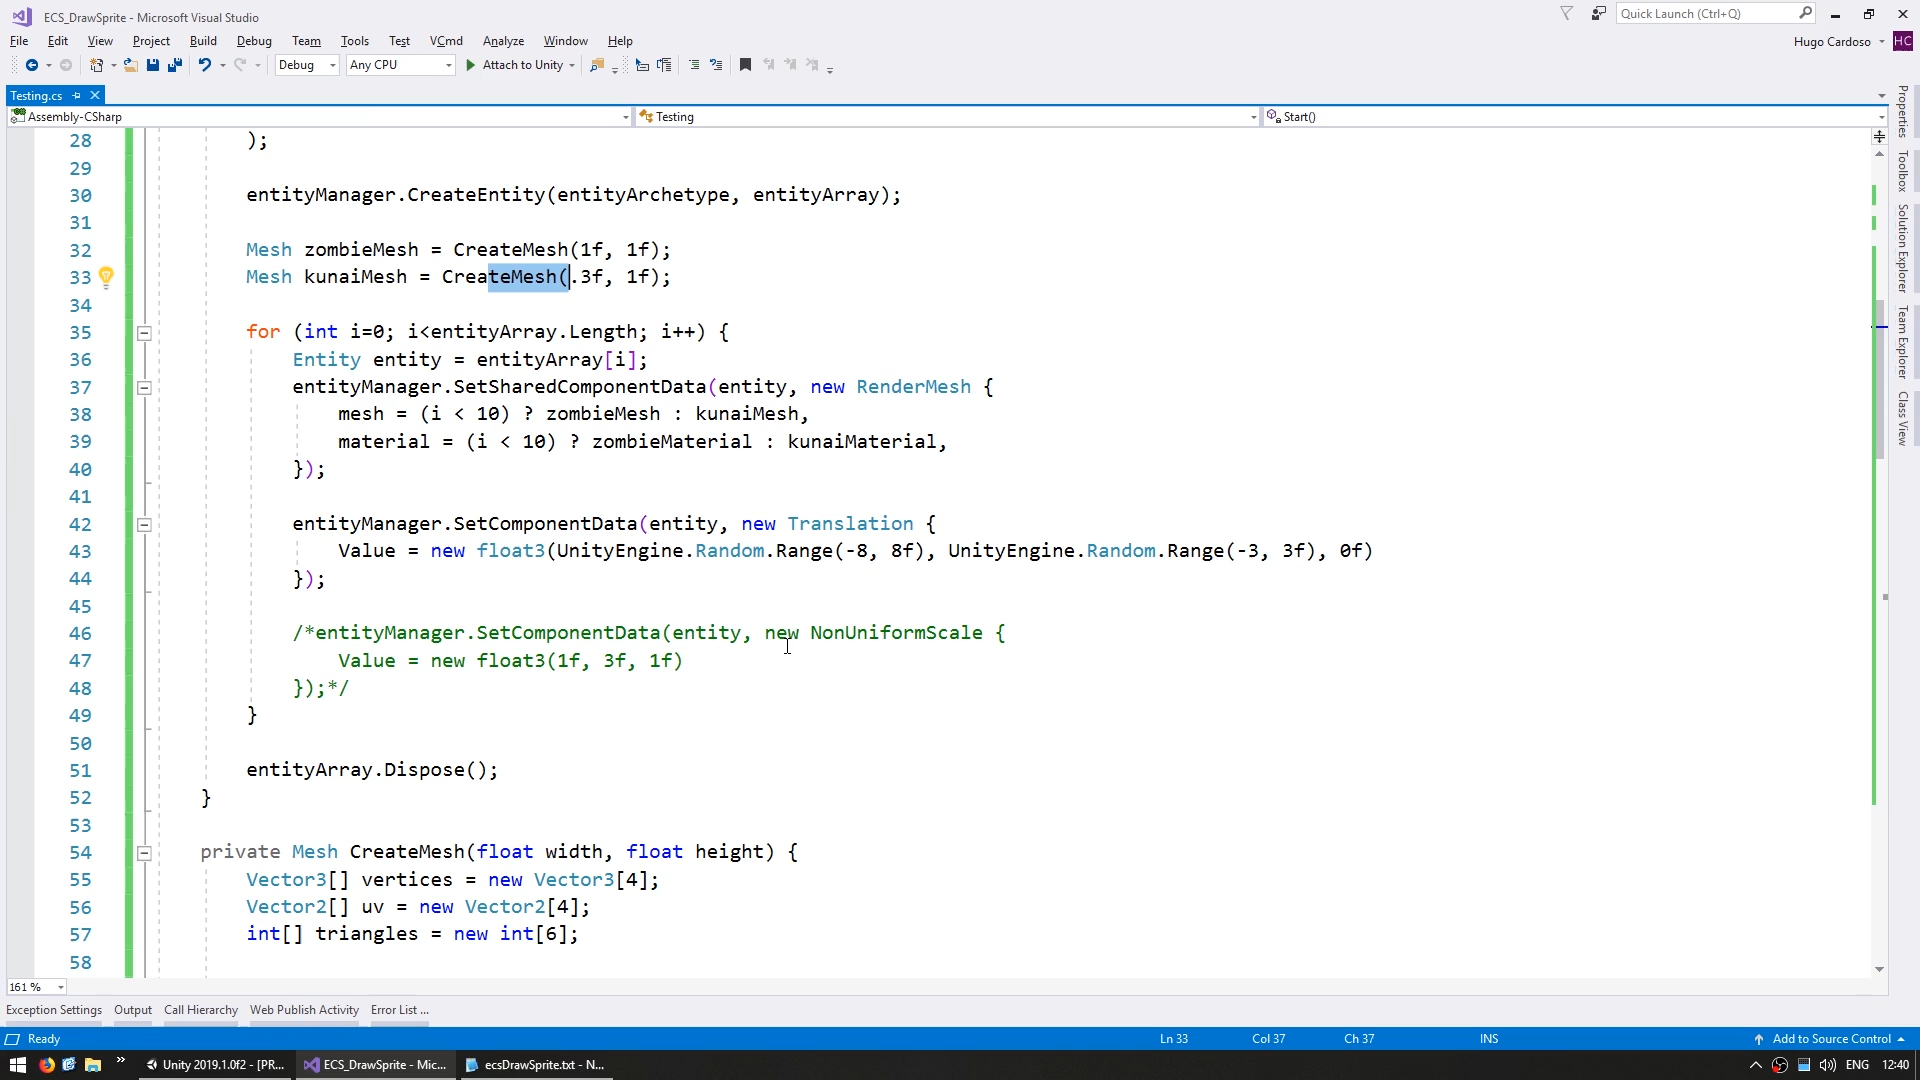 ECS_DrawSprite - Microsoft Visual Studio
Quick Launch (Ctrl+Q)
File Edit View Project Build Debug Team Tools Test VCmd Analyze Window Help
Hugo Cardoso HC
Debug Any CPU Attach to Unity
Testing.cs
Assembly-CSharp Testing Start()
28 );
29
30 entityManager.CreateEntity(entityArchetype, entityArray);
31
32 Mesh zombieMesh = CreateMesh(1f, 1f);
33 Mesh kunaiMesh = CreateMesh(.3f, 1f);
34
35 for (int i=0; i<entityArray.Length; i++) {
36 Entity entity = entityArray[i];
37 entityManager.SetSharedComponentData(entity, new RenderMesh {
38 mesh = (i < 10) ? zombieMesh : kunaiMesh,
39 material = (i < 10) ? zombieMaterial : kunaiMaterial,
40 });
41
42 entityManager.SetComponentData(entity, new Translation {
43 Value = new float3(UnityEngine.Random.Range(-8, 8f), UnityEngine.Random.Range(-3, 3f), 0f)
44 });
45
46 /*entityManager.SetComponentData(entity, new NonUniformScale {
47 Value = new float3(1f, 3f, 1f)
48 });*/
49 }
50
51 entityArray.Dispose();
52 }
53
54 private Mesh CreateMesh(float width, float height) {
55 Vector3[] vertices = new Vector3[4];
56 Vector2[] uv = new Vector2[4];
57 int[] triangles = new int[6];
58
Properties
Toolbox
Solution Explorer
Team Explorer
Class View
161 %
Exception Settings Output Call Hierarchy Web Publish Activity Error List ...
Ready Ln 33 Col 37 Ch 37 INS Add to Source Control
Unity 2019.1.0f2 - [PR... ECS_DrawSprite - Mic... ecsDrawSprite.txt - N... ENG 12:40